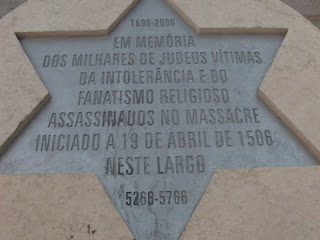 1506-2006
EM MEMÓRIA
DOS MILHARES DE JUDEUS VÍTIMAS
DA INTOLERÂNCIA E DO
FANATISMO RELIGIOSO
ASSASSINADOS NO MASSACRE
INICIADO A 19 DE ABRIL DE 1506
NESTE LARGO
5266-5766